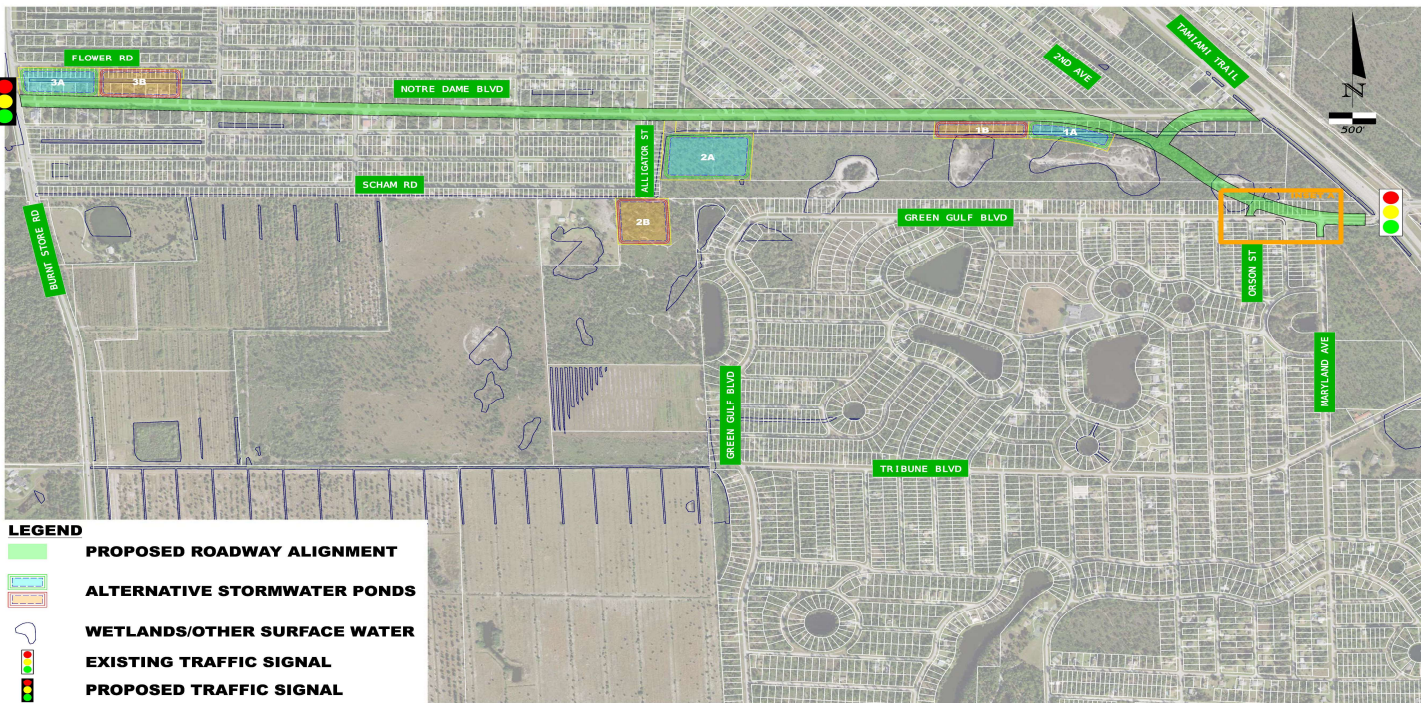 TAMIAMI TRAIL
FLOWER RD
2ND AVE
3A
3B
NOTRE DAME BLVD
N
500'
1B
1A
ALLIGATOR ST
2A
SCHAM RD
2B
GREEN GULF BLVD
BURNT STORE RD
ORSON ST
MARYLAND AVE
GREEN GULF BLVD
TRIBUNE BLVD
LEGEND
PROPOSED ROADWAY ALIGNMENT
ALTERNATIVE STORMWATER PONDS
WETLANDS/OTHER SURFACE WATER
EXISTING TRAFFIC SIGNAL
PROPOSED TRAFFIC SIGNAL